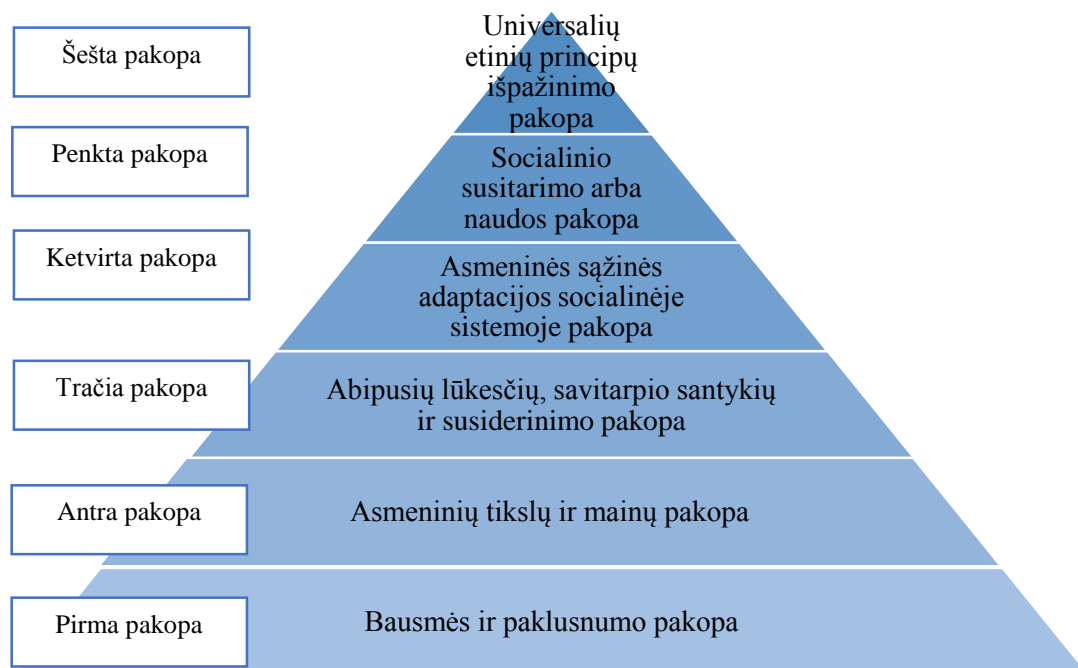 Šešta pakopa
Universalių
etinių principų
išpažinimo
pakopa
Penkta pakopa
Socialinio
susitarimo arba
naudos pakopa
Ketvirta pakopa
Asmeninės sąžinės
adaptacijos socialinėje
sistemoje pakopa
Tračia pakopa
Abipusių lūkesčių, savitarpio santykių
ir susiderinimo pakopa
Antra pakopa
Asmeninių tikslų ir mainų pakopa
Pirma pakopa
Bausmės ir paklusnumo pakopa